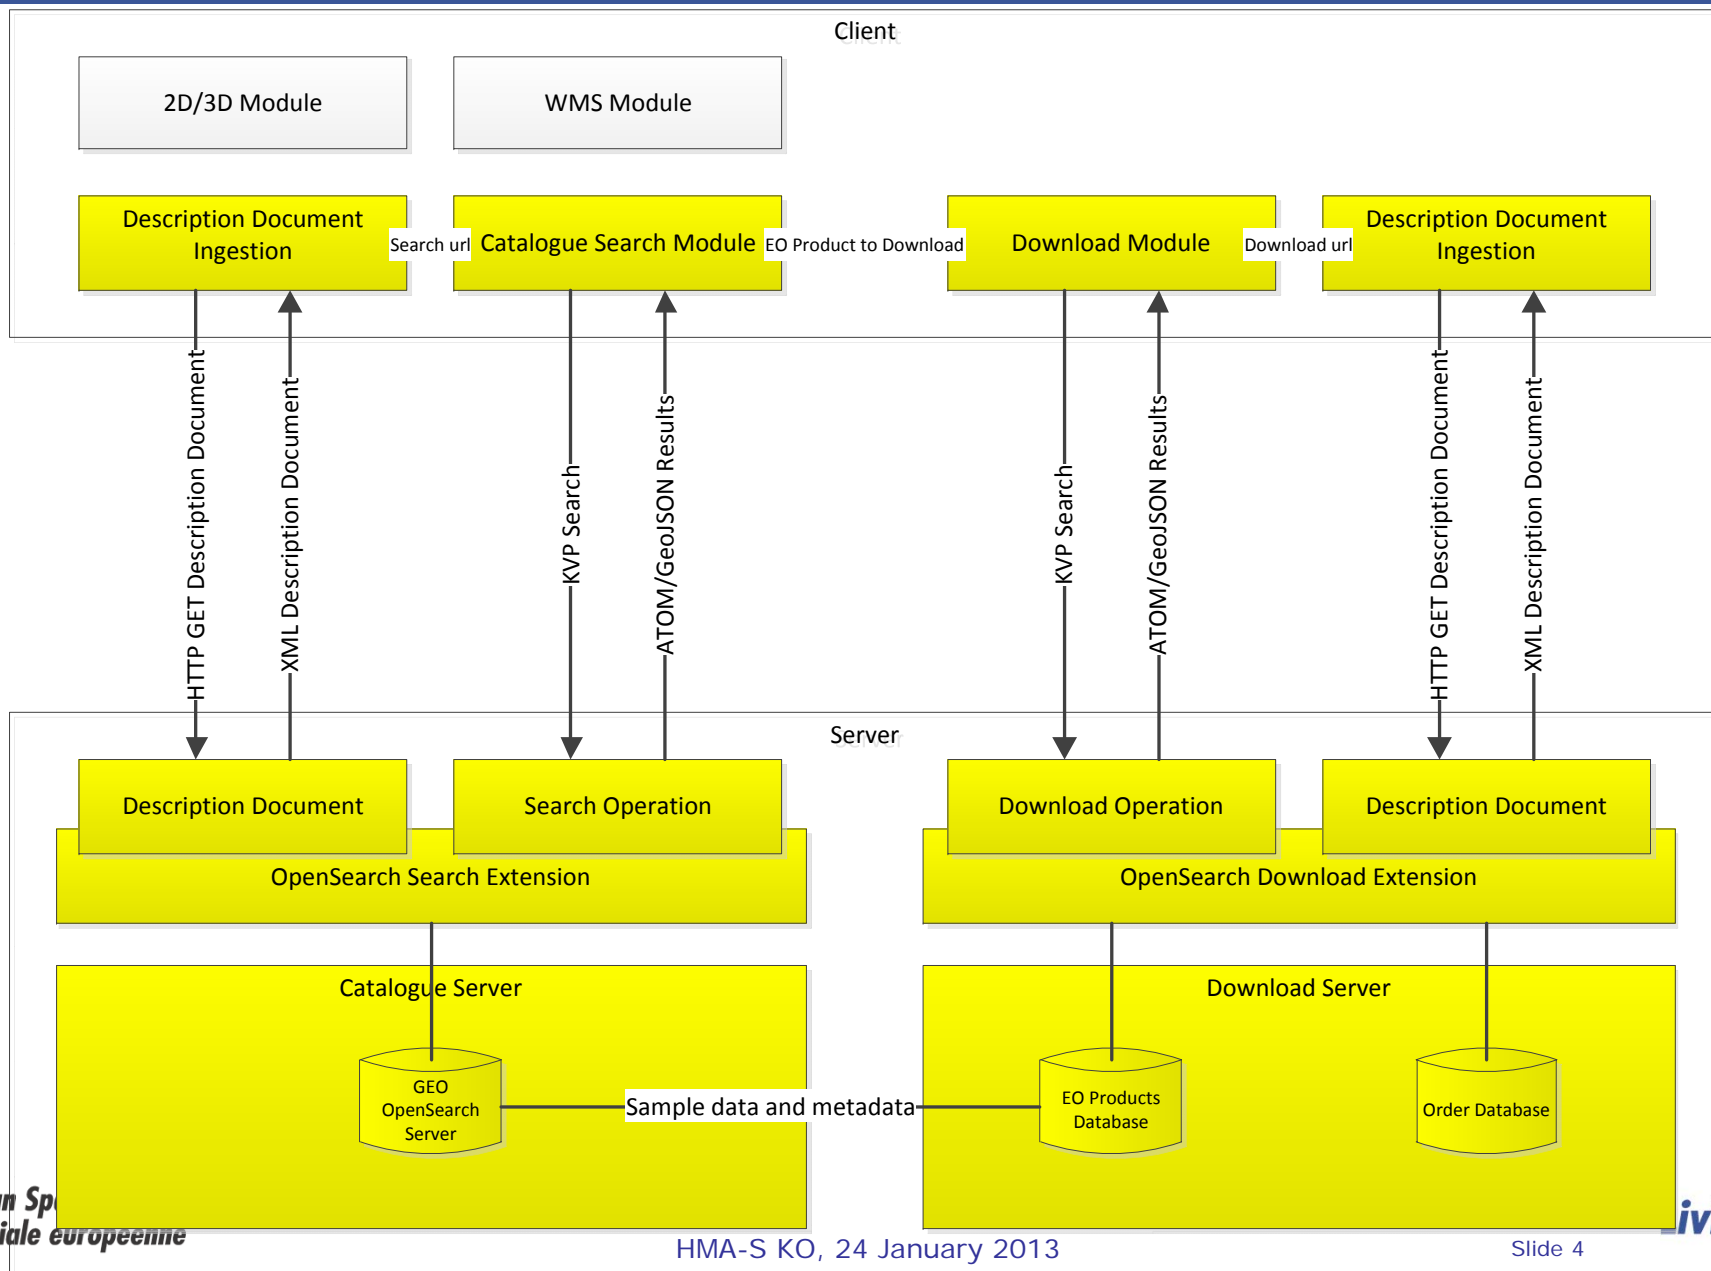 Client
2D/3D Module
WMS Module
Description Document
Ingestion
Search url
Catalogue Search Module
EO Product to Download
Download Module
Download url
Description Document
Ingestion
HTTP GET Description Document
XML Description Document
KVP Search
ATOM/GeoJSON Results
KVP Search
ATOM/GeoJSON Results
HTTP GET Description Document
XML Description Document
Server
Description Document
Search Operation
Download Operation
Description Document
OpenSearch Search Extension
OpenSearch Download Extension
Catalogue Server
Download Server
GEO
OpenSearch
Server
Sample data and metadata
EO Products
Database
Order Database
européenne
HMA-S KO, 24 January 2013
Slide 4